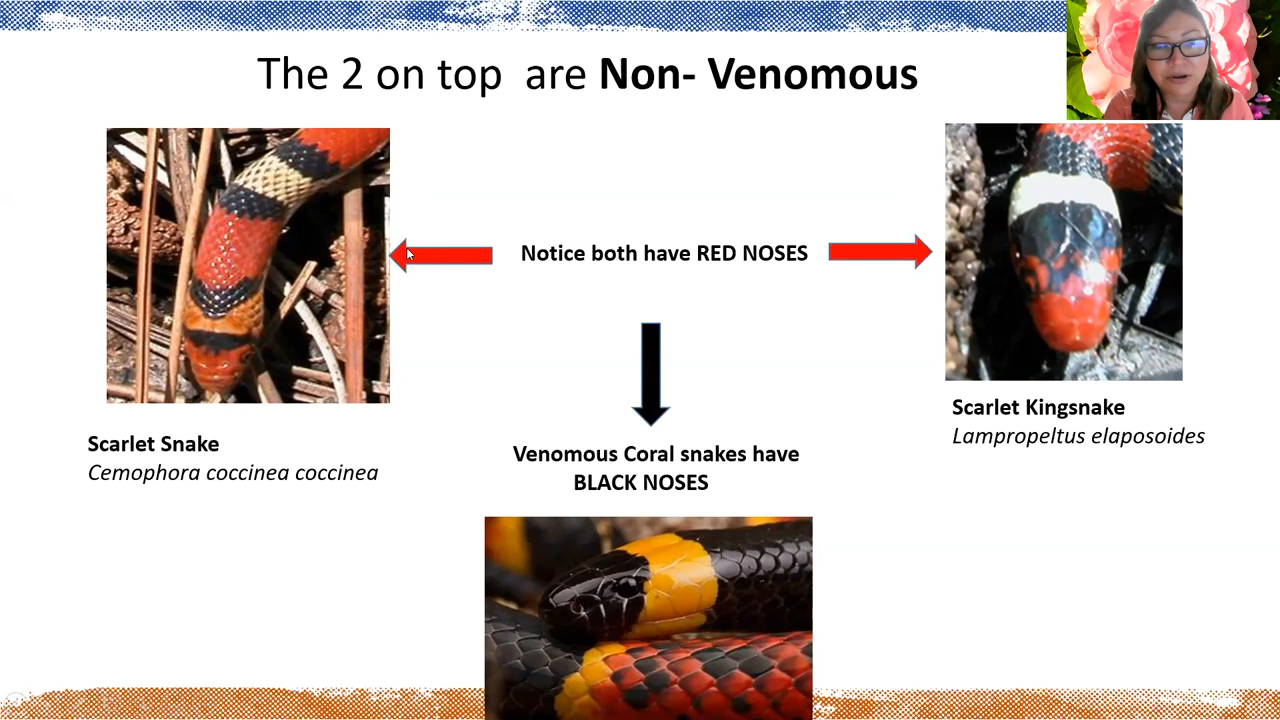 The 2 on top are Non- Venomous
Notice both have RED NOSES
Scarlet Kingsnake
Lampropeltus elaposoides
Scarlet Snake
Cemophora coccinea coccinea
Venomous Coral snakes have
BLACK NOSES